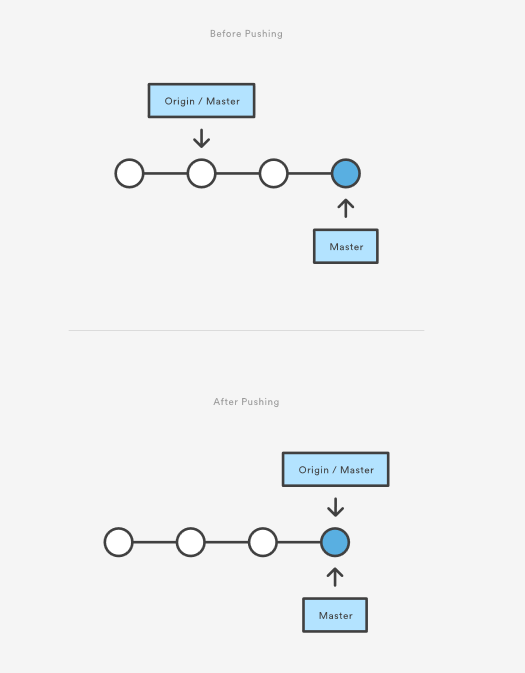 Before Pushing
Origin / Master
Master
After Pushing
Origin / Master
Master